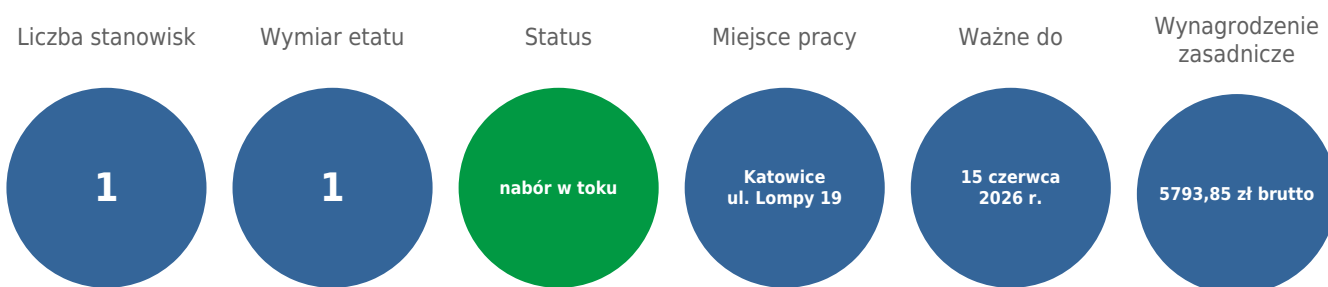 Liczba stanowisk
1
Wymiar etatu
1
Status
nabór w toku
Miejsce pracy
Katowice
ul. Lompy 19
Ważne do
15 czerwca
2026 r.
Wynagrodzenie
zasadnicze
5793,85 zł brutto